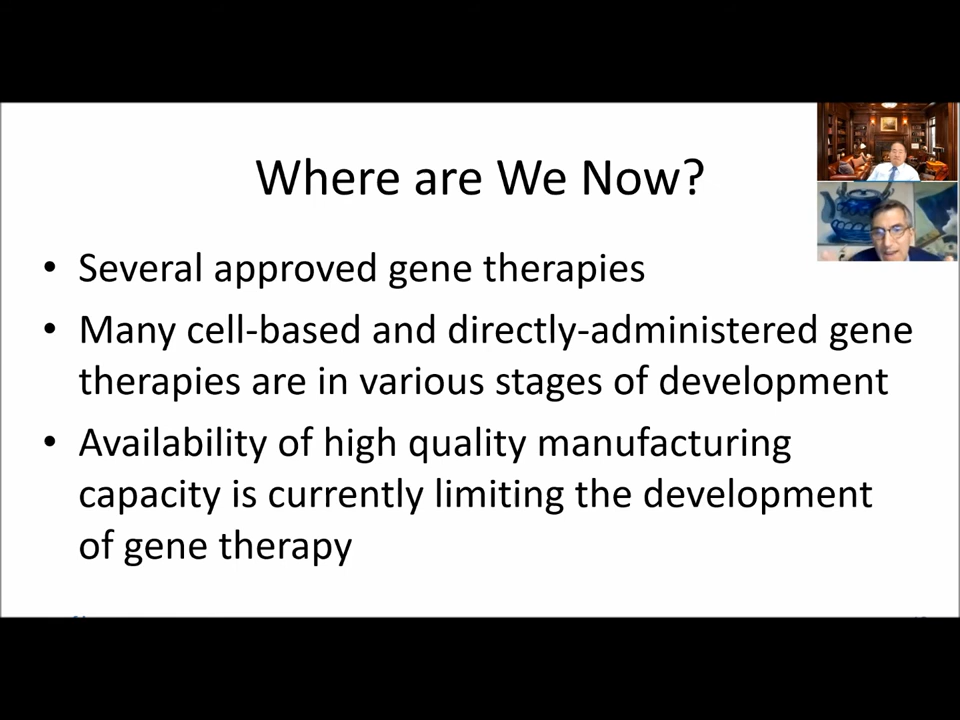 Where are We Now?
• Several approved gene therapies
• Many cell-based and directly-administered gene
therapies are in various stages of development
• Availability of high quality manufacturing
capacity is currently limiting the development
of gene therapy